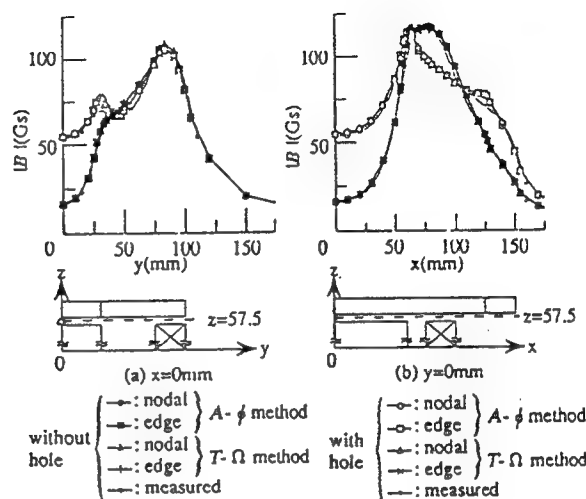 100
50
0
|B|(Gs)
0 50 100 150
y(mm)
z
z=57.5
0
y
(a) x=0mm
100
50
0
|B|(Gs)
0 50 100 150
x(mm)
z
z=57.5
0
x
(b) y=0mm
without hole
: nodal
: edge
A-ϕ method
: nodal
: edge
T-Ω method
: measured
with hole
: nodal
: edge
A-ϕ method
: nodal
: edge
T-Ω method
: measured